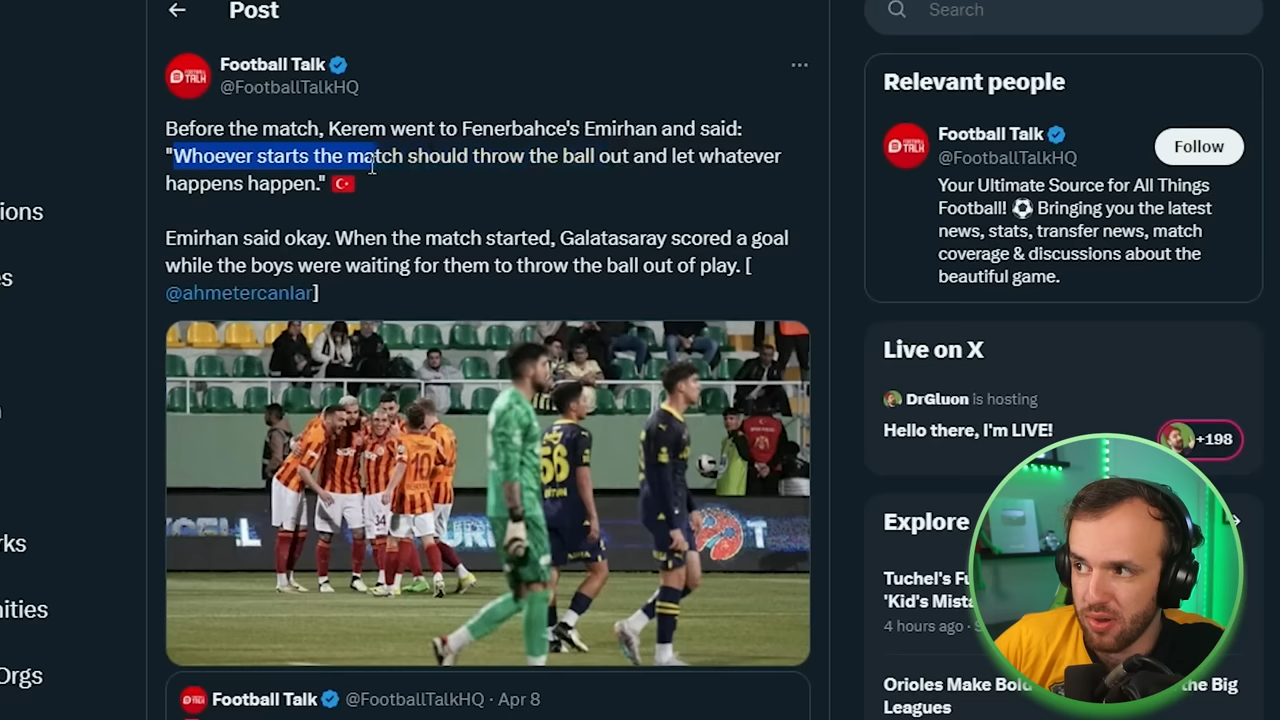 Post
Search
Football Talk
@FootballTalkHQ
Before the match, Kerem went to Fenerbahce's Emirhan and said:
"Whoever starts the match should throw the ball out and let whatever
happens happen."
Emirhan said okay. When the match started, Galatasaray scored a goal
while the boys were waiting for them to throw the ball out of play. [
@ahmetercanlar]
10
34
56
Football Talk @FootballTalkHQ · Apr 8
Relevant people
Football Talk
@FootballTalkHQ
Follow
Your Ultimate Source for All Things
Football! ⚽ Bringing you the latest
news, stats, transfer news, match
coverage & discussions about the
beautiful game.
Live on X
DrGluon is hosting
Hello there, I'm LIVE!
+198
Explore
Tuchel's Fu
'Kid's Mista
4 hours ago · S
Orioles Make Bold the Big
Leagues
ions
s
rks
nities
Orgs